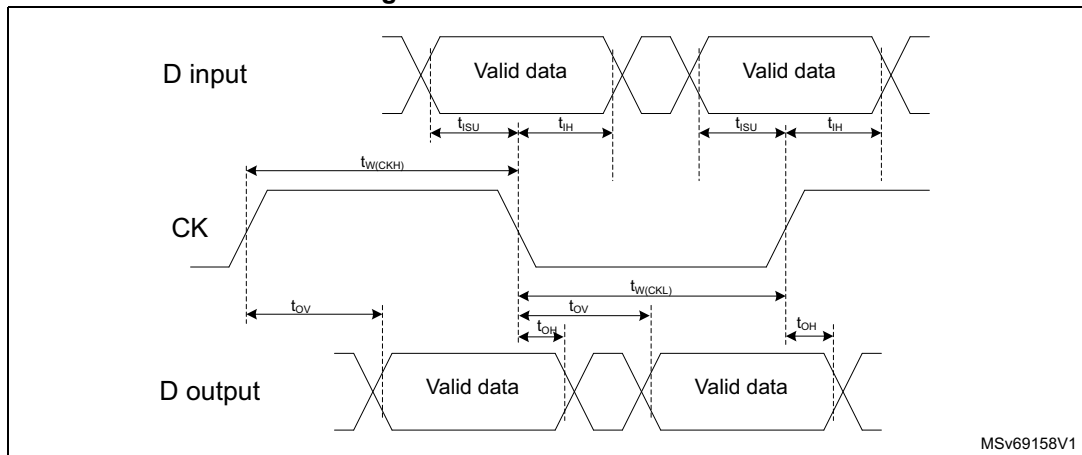 D input
Valid data
Valid data
tISU
tIH
tISU
tIH
tW(CKH)
CK
tW(CKL)
tOV
tOV
tOH
tOH
D output
Valid data
Valid data
MSv69158V1